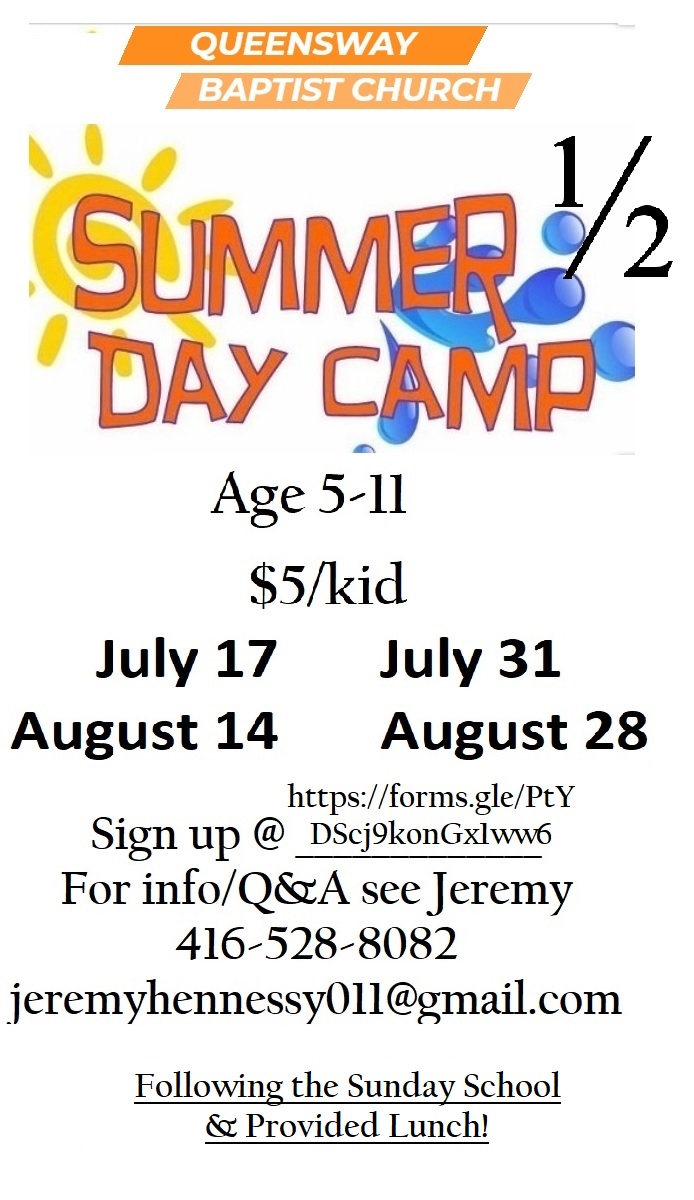 QUEENSWAY
BAPTIST CHURCH
SUMMER 1/2
DAY CAMP
Age 5-11
$5/kid
July 17 July 31
August 14 August 28
https://forms.gle/PtY
Sign up @ DScj9konGx1ww6
For info/Q&A see Jeremy
416-528-8082
jeremyhennessy011@gmail.com
Following the Sunday School
& Provided Lunch!